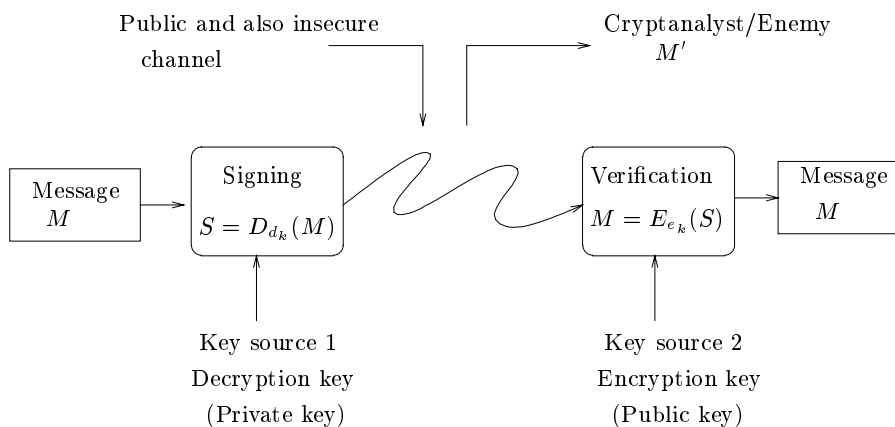 Public and also insecure
channel
Cryptanalyst/Enemy
M'
Message
M
Signing
S = D_{d_k}(M)
Verification
M = E_{e_k}(S)
Message
M
Key source 1
Decryption key
(Private key)
Key source 2
Encryption key
(Public key)